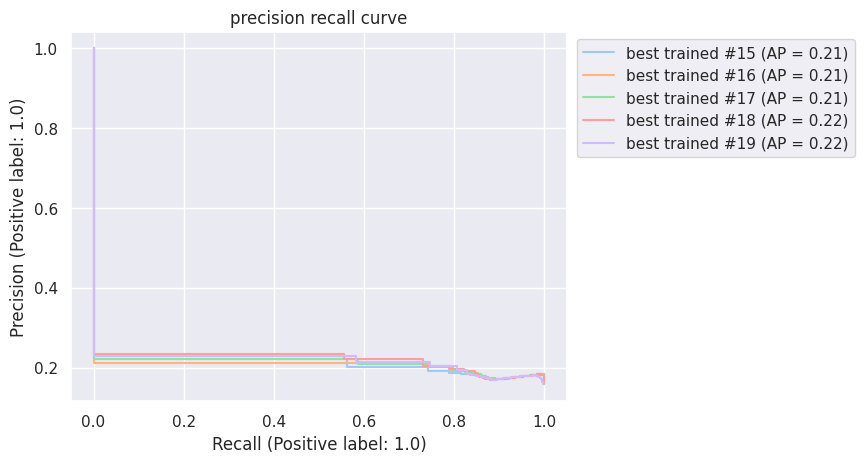 precision recall curve
1.0
0.8
0.6
0.4
0.2
Precision (Positive label: 1.0)
0.0 0.2 0.4 0.6 0.8 1.0
Recall (Positive label: 1.0)
best trained #15 (AP = 0.21)
best trained #16 (AP = 0.21)
best trained #17 (AP = 0.21)
best trained #18 (AP = 0.22)
best trained #19 (AP = 0.22)